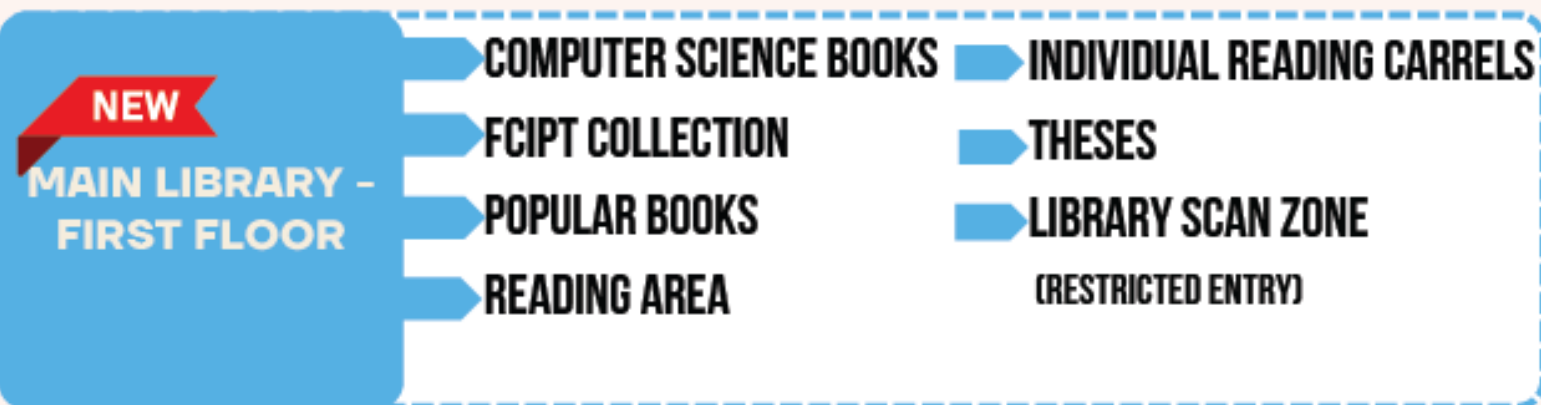 NEW
MAIN LIBRARY -
FIRST FLOOR
COMPUTER SCIENCE BOOKS
FCIPT COLLECTION
POPULAR BOOKS
READING AREA
INDIVIDUAL READING CARRELS
THESES
LIBRARY SCAN ZONE
(RESTRICTED ENTRY)